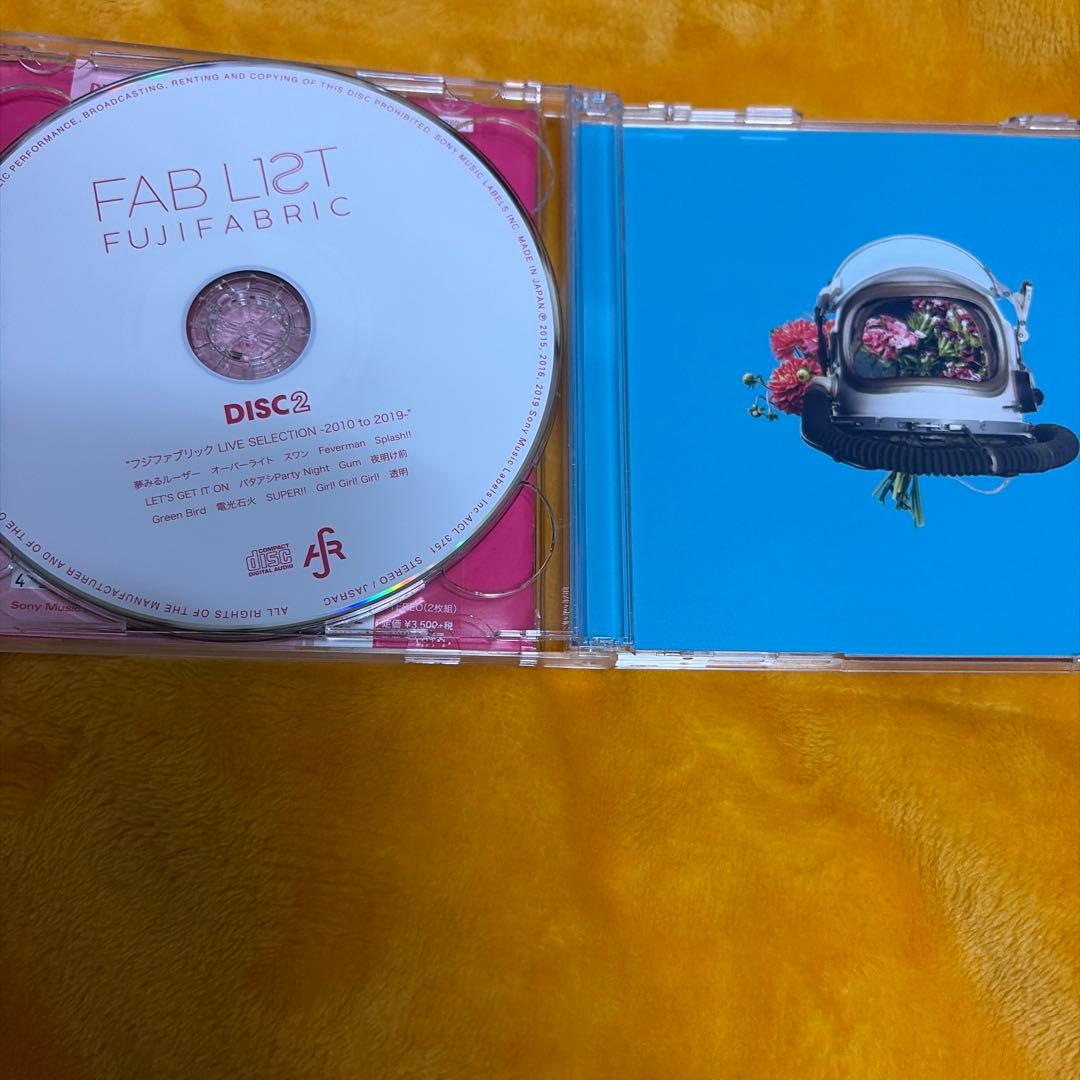 FAB LIST
FUJIFABRIC
DISC2
"フジファブリック LIVE SELECTION -2010 to 2019-"
夢みるルーザー オーバーライト スワン Feverman Splash!!
LET'S GET IT ON バタアシParty Night Gum 夜明け前
Green Bird 電光石火 SUPER!! Girl! Girl! Girl! 透明
COMPACT
disc
DIGITAL AUDIO
PERFORMANCE, BROADCASTING, RENTING AND COPYING OF THIS DISC PROHIBITED. SONY MUSIC LABELS INC. MADE IN JAPAN ℗ 2015, 2016, 2019 Sony Music Labels Inc. AICL 3751
STEREO / JASRAC
ALL RIGHTS OF THE MANUFACTURER AND OF THE
Sony Music
(2枚組)
定価 ¥3,500+税